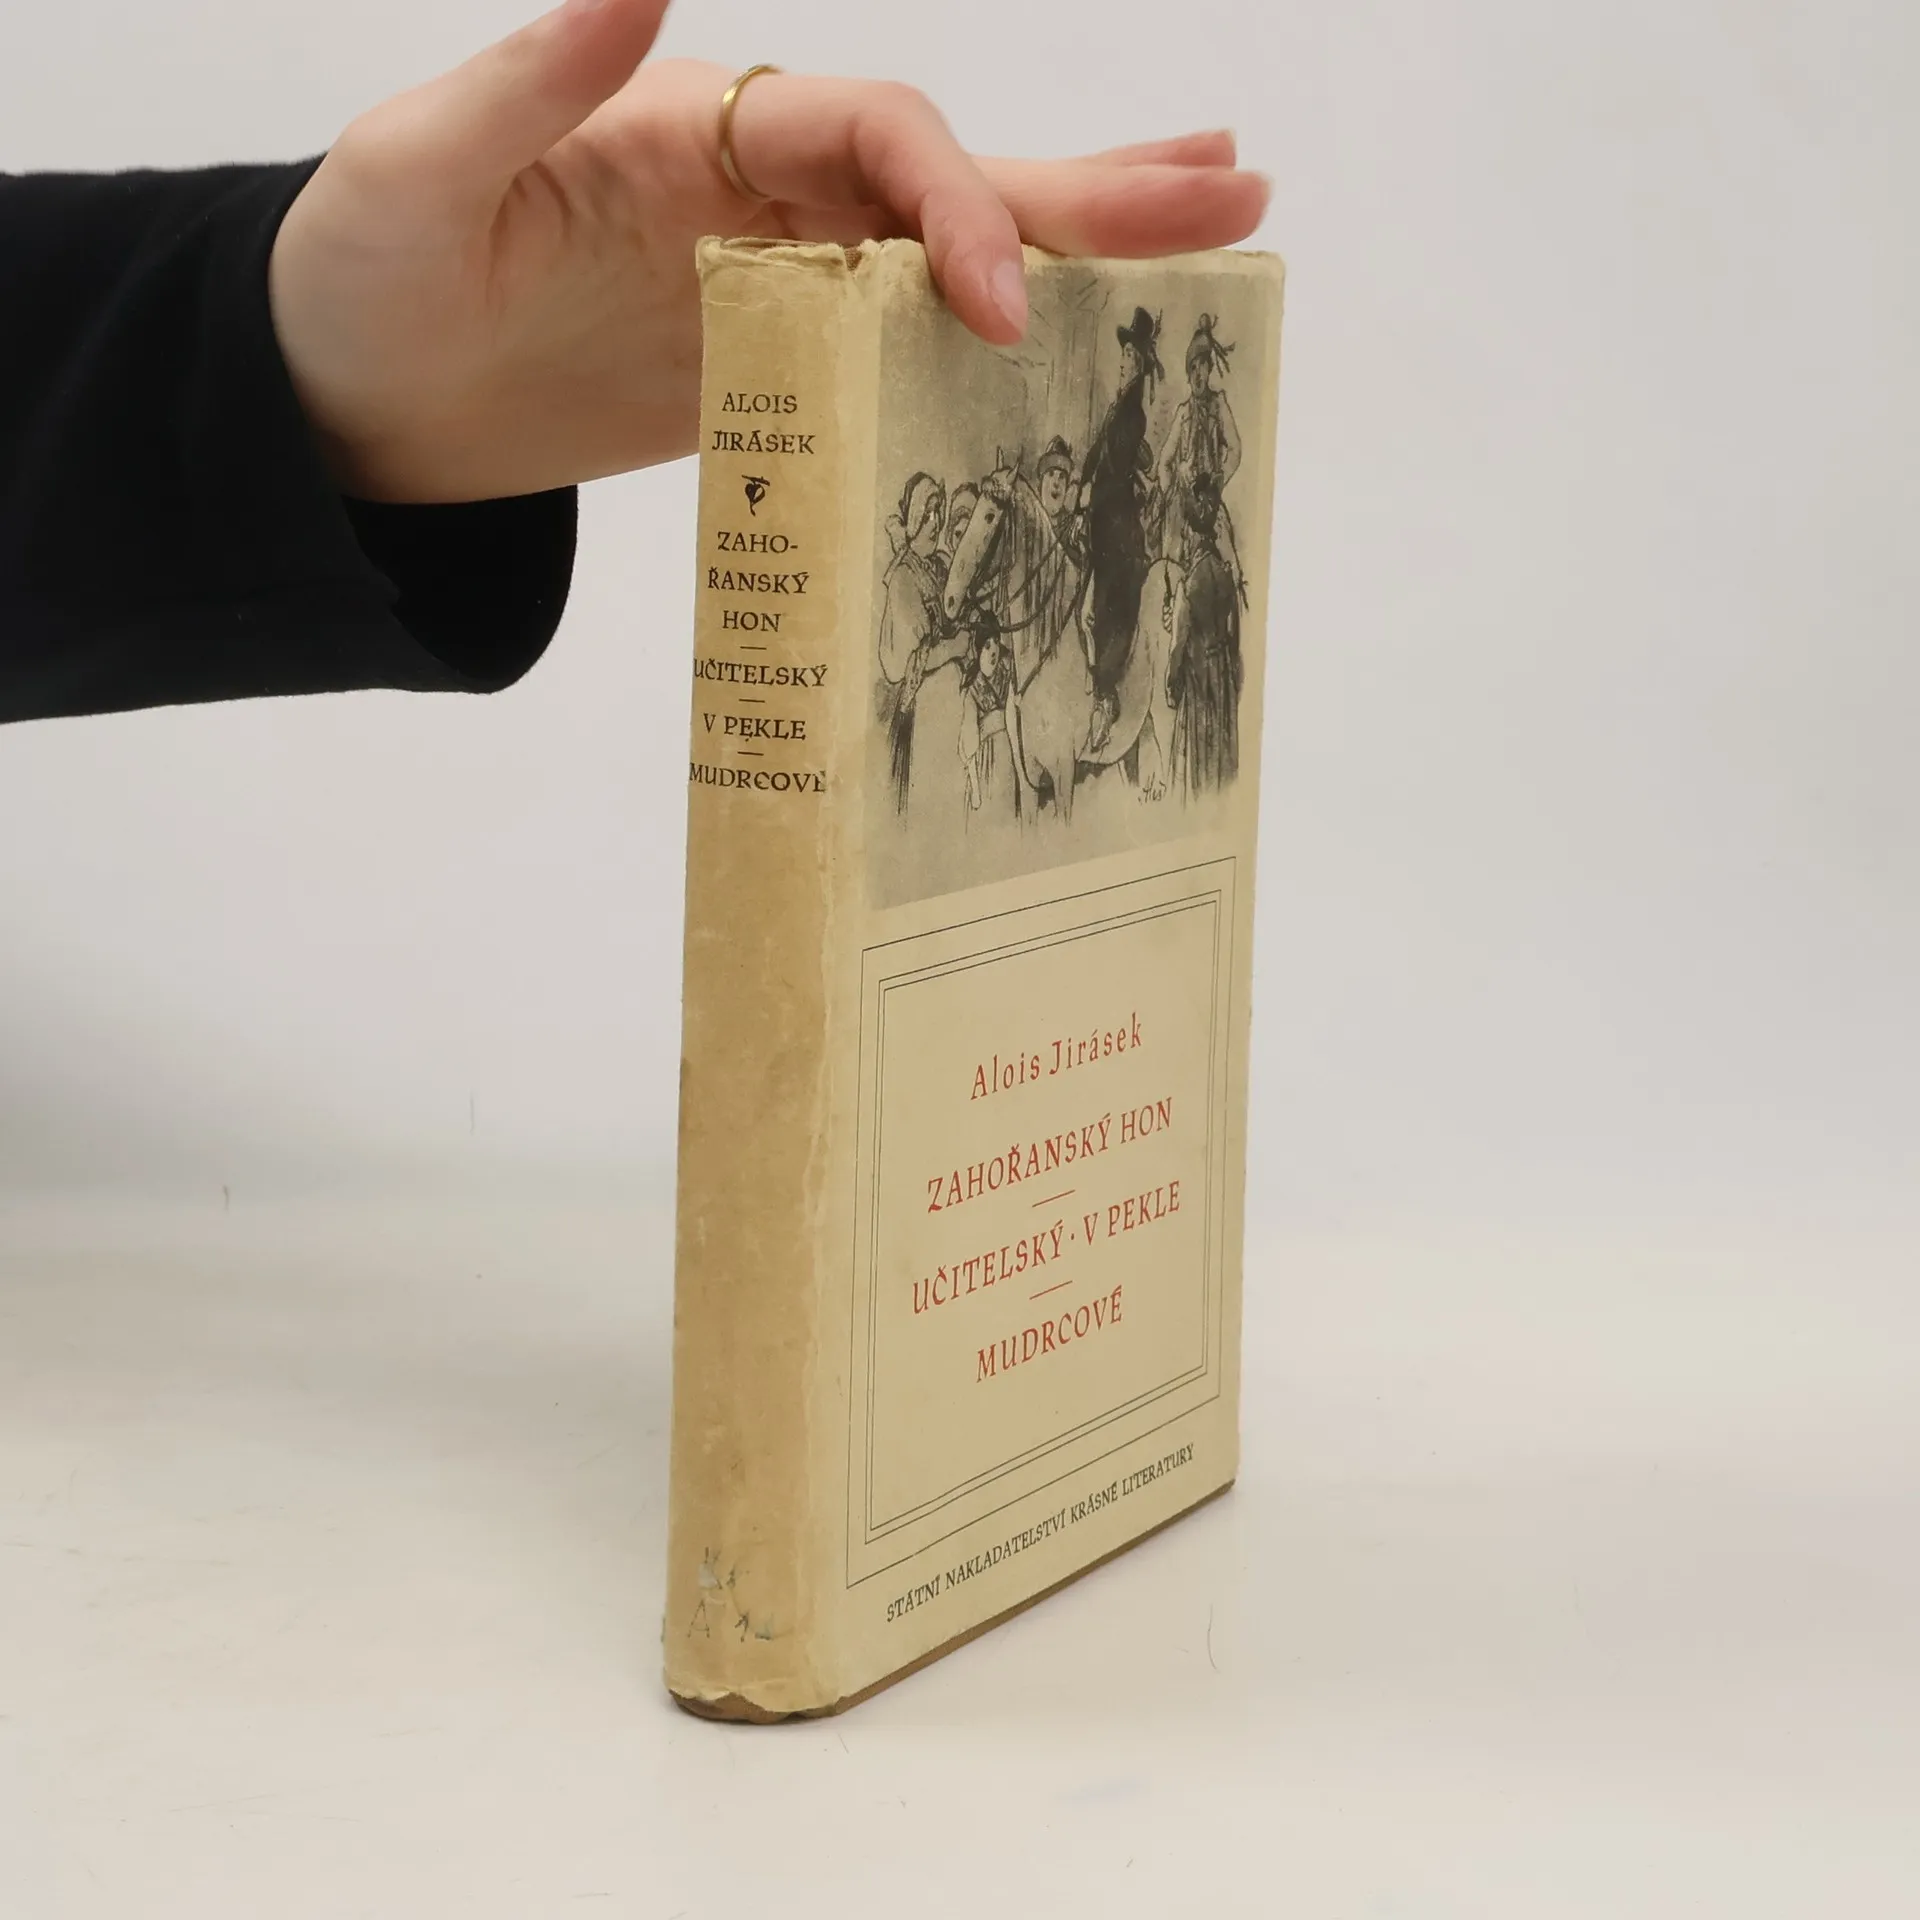 ALOIS
JIRÁSEK
ZAHO-
ŘANSKÝ
HON
UČITELSKÝ
V PEKLE
MUDRCOVÉ
Aleš
Alois Jirásek
ZAHOŘANSKÝ HON
UČITELSKÝ · V PEKLE
MUDRCOVÉ
STÁTNÍ NAKLADATELSTVÍ KRÁSNÉ LITERATURY